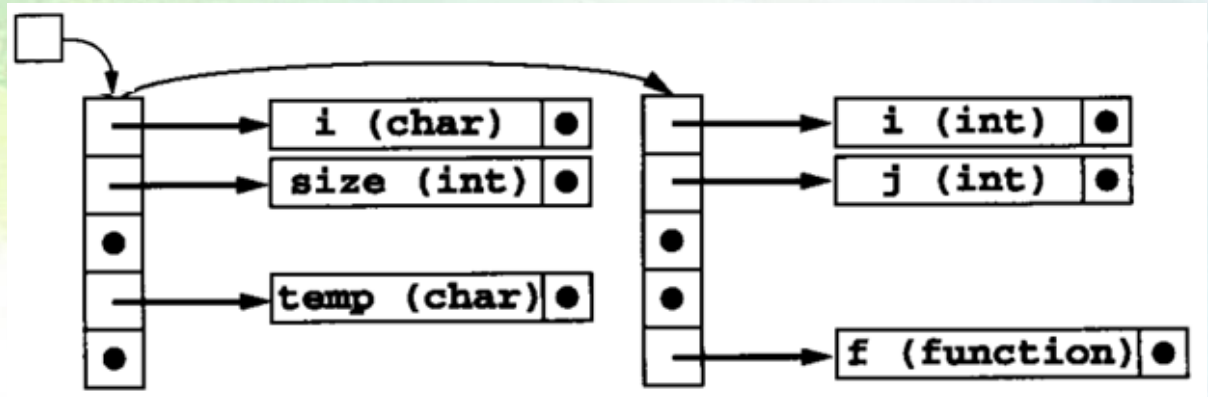 i (char)
size (int)
temp (char)
i (int)
j (int)
f (function)